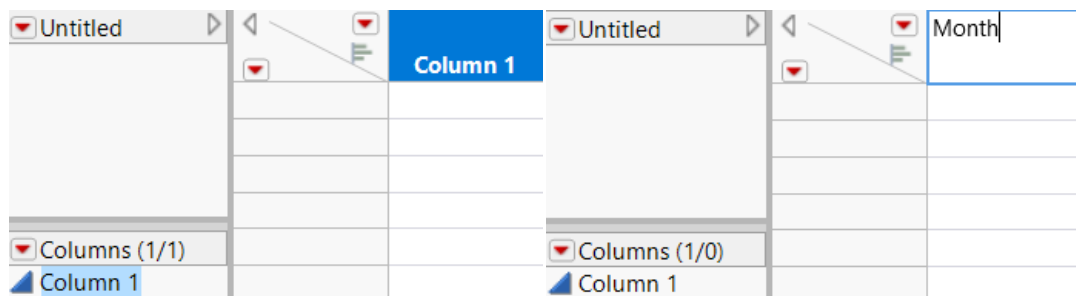 Untitled
Column 1
Columns (1/1)
Column 1
Untitled
Month
Columns (1/0)
Column 1